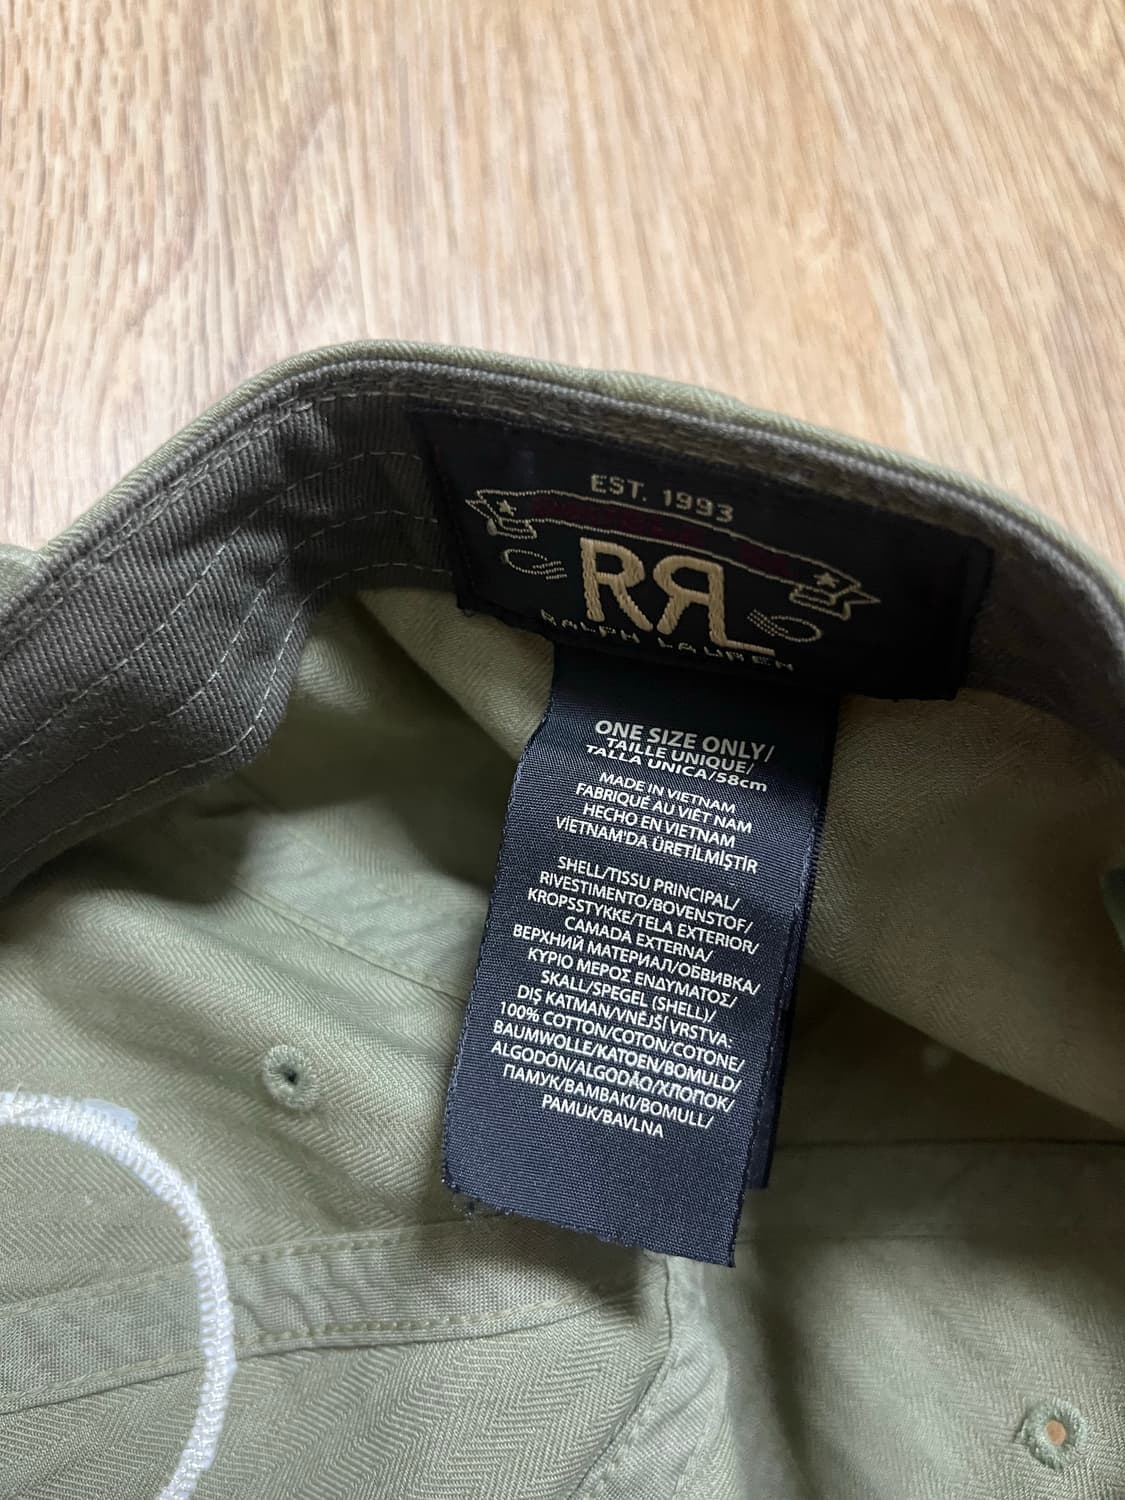 EST. 1993
RRL
RALPH LAUREN
ONE SIZE ONLY/
TAILLE UNIQUE/
TALLA UNICA/58cm
MADE IN VIETNAM
FABRIQUÉ AU VIÊT NAM
HECHO EN VIETNAM
VİETNAM'DA ÜRETİLMİŞTİR
SHELL/TISSU PRINCIPAL/
RIVESTIMENTO/BOVENSTOF/
KROPSSTYKKE/TELA EXTERIOR/
CAMADA EXTERNA/
ВЕРХНИЙ МАТЕРИАЛ/ОБВИВКА/
ΚΥΡΙΟ ΜΕΡΟΣ ΕΝΔΥΜΑΤΟΣ/
SKALL/SPEGEL (SHELL)/
DIŞ KATMAN/VNĚJŠÍ VRSTVA:
100% COTTON/COTON/COTONE/
BAUMWOLLE/KATOEN/BOMULD/
ALGODÓN/ALGODÃO/ХЛОПОК/
ПАМУК/ΒΑΜΒΑΚΙ/BOMULL/
PAMUK/BAVLNA